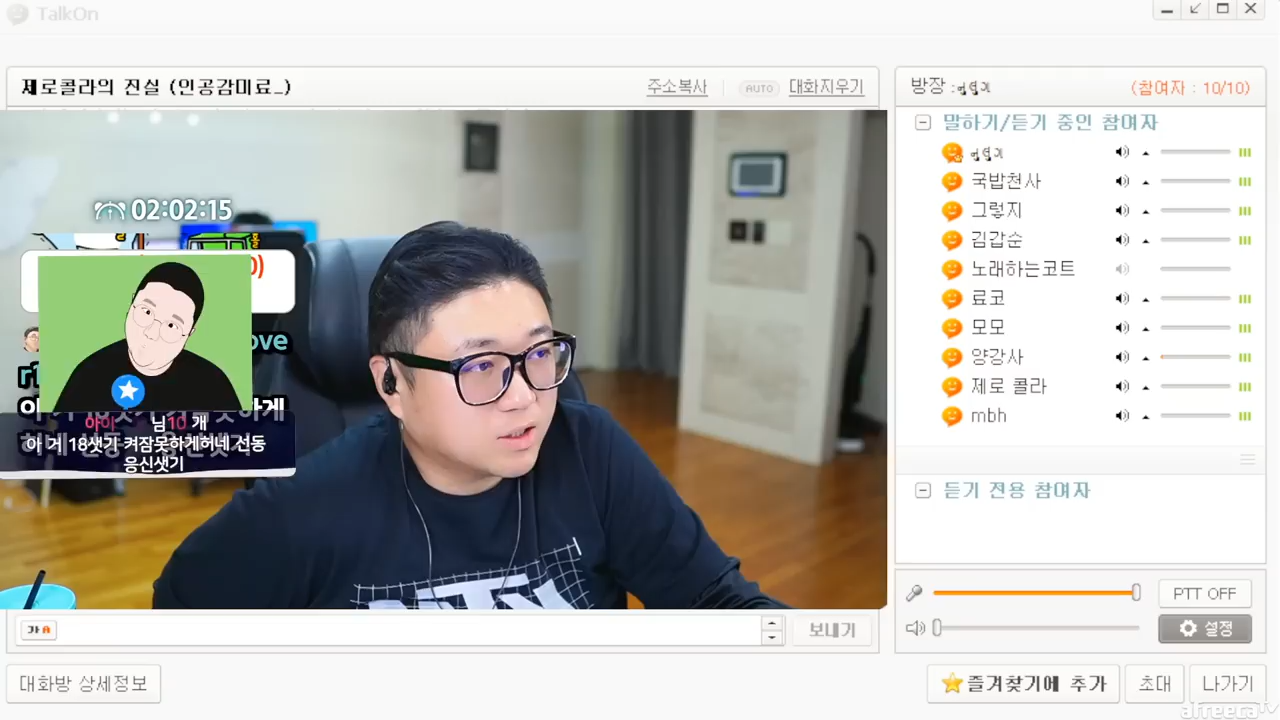 TalkOn
제로콜라의 진실 (인공감미료_)
주소복사
AUTO
대화지우기
방장 :
(참여자 : 10/10)
말하기/듣기 중인 참여자
국밥천사
그렇지
김갑순
노래하는코트
료코
모모
양강사
제로 콜라
mbh
듣기 전용 참여자
02:02:15
ove
아이 님10 개
아 거 18샛기 켜잠못하게허네 선동
응신샛기
가A
보내기
PTT OFF
설정
대화방 상세정보
즐겨찾기에 추가
초대
나가기
afreecaTV